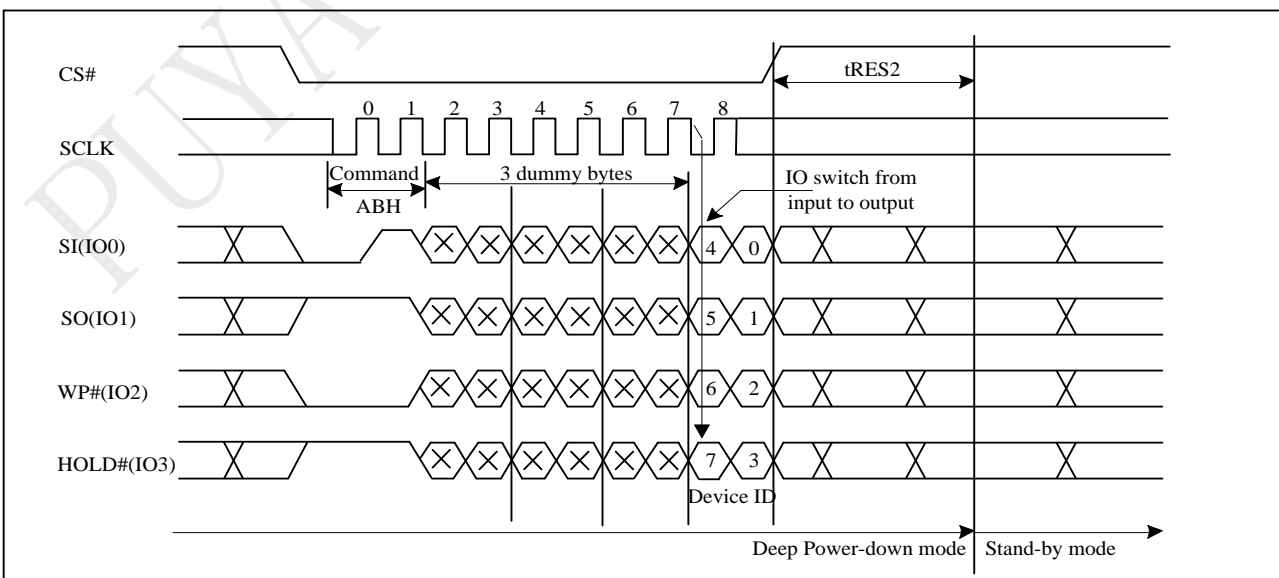 PUYA
CS#
tRES2
0 1 2 3 4 5 6 7 8
SCLK
Command
ABH
3 dummy bytes
IO switch from
input to output
SI(IO0)
4 0
SO(IO1)
5 1
WP#(IO2)
6 2
HOLD#(IO3)
7 3
Device ID
Deep Power-down mode
Stand-by mode